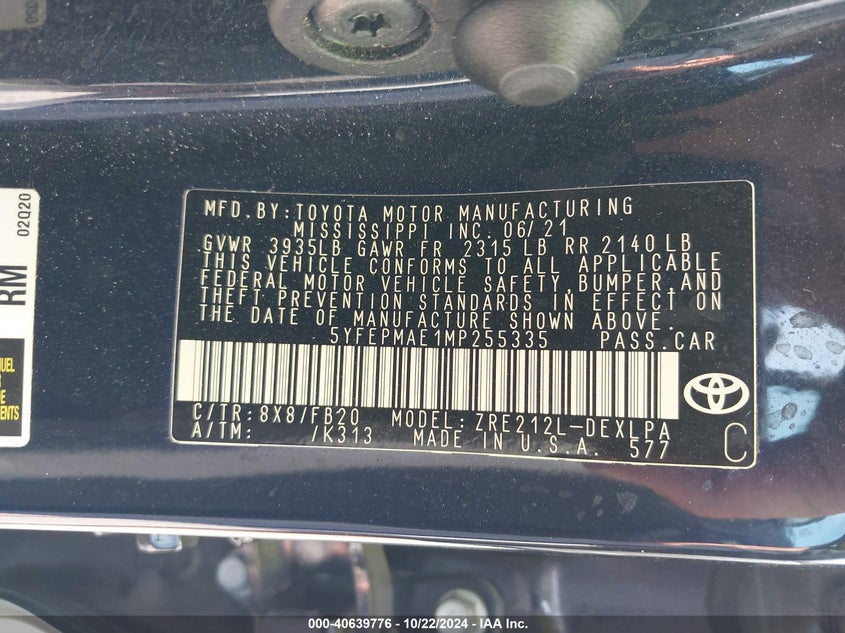 MFD.BY:TOYOTA MOTOR MANUFACTURING
MISSISSIPPI INC. 06/21
GVWR 3935LB GAWR FR 2315 LB RR 2140 LB
THIS VEHICLE CONFORMS TO ALL APPLICABLE
FEDERAL MOTOR VEHICLE SAFETY,BUMPER,AND
THEFT PREVENTION STANDARDS IN EFFECT ON
THE DATE OF MANUFACTURE SHOWN ABOVE.
5YFEPMAE1MP255335 PASS.CAR
C/TR:8X8/FB20 MODEL:ZRE212L-DEXLPA
A/TM: /K313 MADE IN U.S.A. 577
C
02Q20
RM
000-40639776 - 10/22/2024 - IAA Inc.